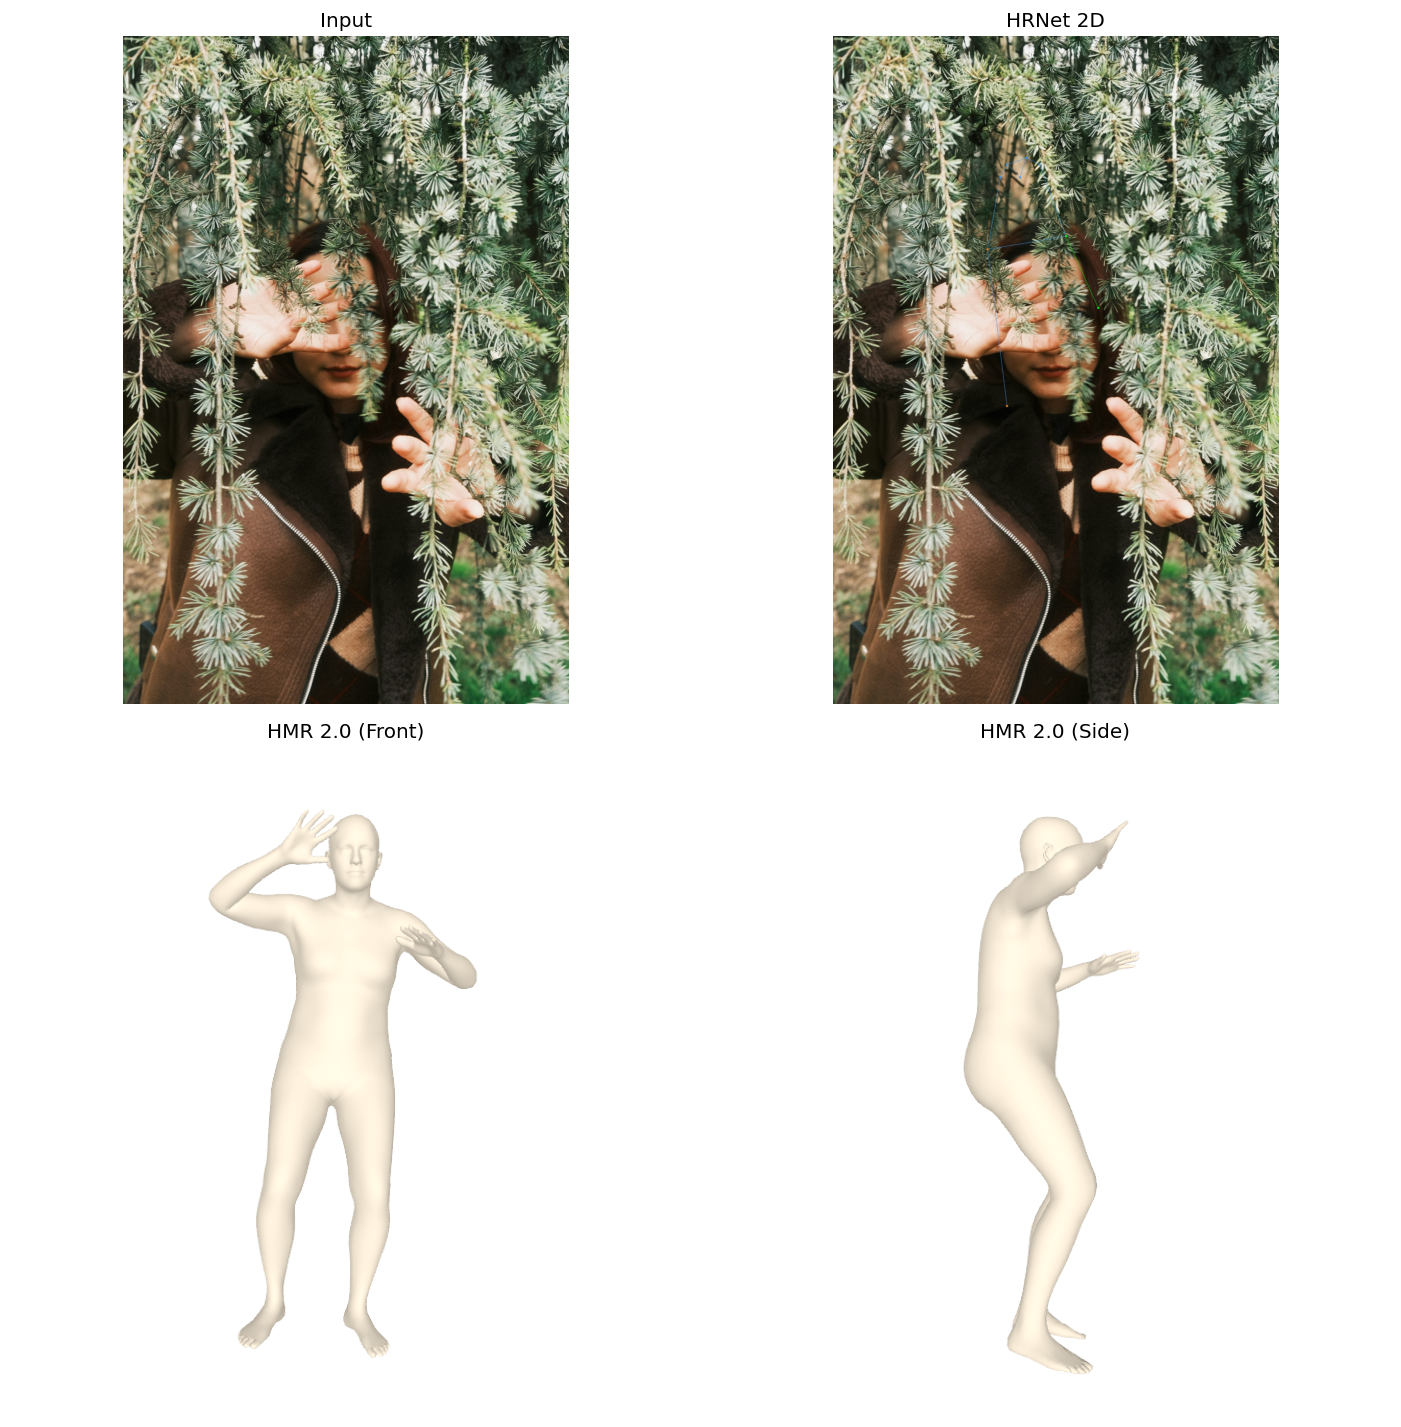 Input
HRNet 2D
HMR 2.0 (Front)
HMR 2.0 (Side)